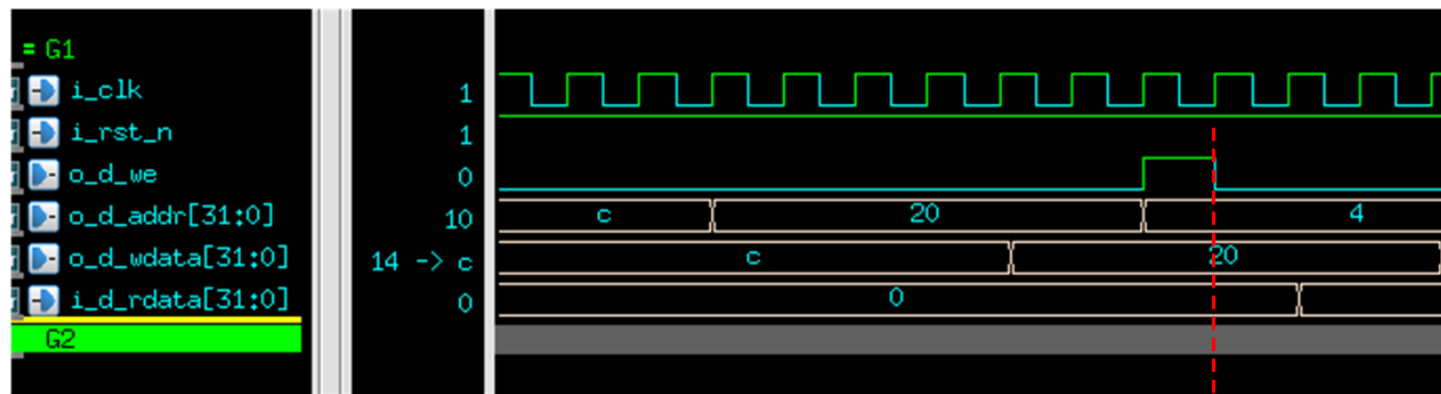 = G1
i_clk 1
i_rst_n 1
o_d_we 0
o_d_addr[31:0] 10 c 20 4
o_d_wdata[31:0] 14 -> c c 20
i_d_rdata[31:0] 0 0
G2